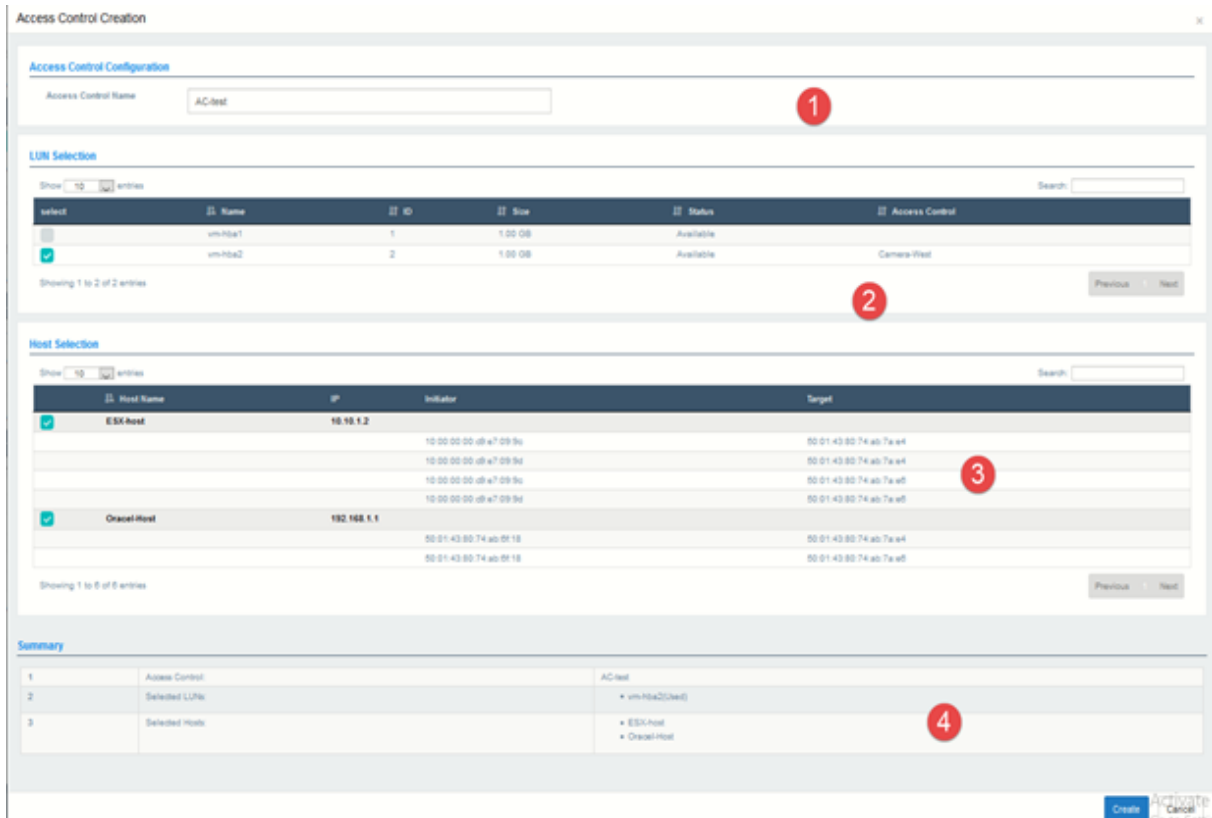 Access Control Creation
Access Control Configuration
Access Control Name AC-test
1
LUN Selection
Show 10 entries Search:
select Name ID Size Status Access Control
vm-hba1 1 1.00 GB Available
vm-hba2 2 1.00 GB Available Camera-West
Showing 1 to 2 of 2 entries Previous 1 Next
2
Host Selection
Show 10 entries Search:
Host Name IP Initiator Target
ESX-host 10.10.1.2
10:00:00:00:c9:e7:09:9c 50:01:43:80:74:ab:7a:e4
10:00:00:00:c9:e7:09:9d 50:01:43:80:74:ab:7a:e4
10:00:00:00:c9:e7:09:9c 50:01:43:80:74:ab:7a:e6
10:00:00:00:c9:e7:09:9d 50:01:43:80:74:ab:7a:e6
3
Oracel-Host 192.168.1.1
50:01:43:80:74:ab:6f:18 50:01:43:80:74:ab:7a:e4
50:01:43:80:74:ab:6f:18 50:01:43:80:74:ab:7a:e6
Showing 1 to 6 of 6 entries Previous 1 Next
Summary
1 Access Control: AC-test
2 Selected LUNs: • vm-hba2(Used)
3 Selected Hosts: • ESX-host
• Oracel-Host
4
Activate
Create Cancel